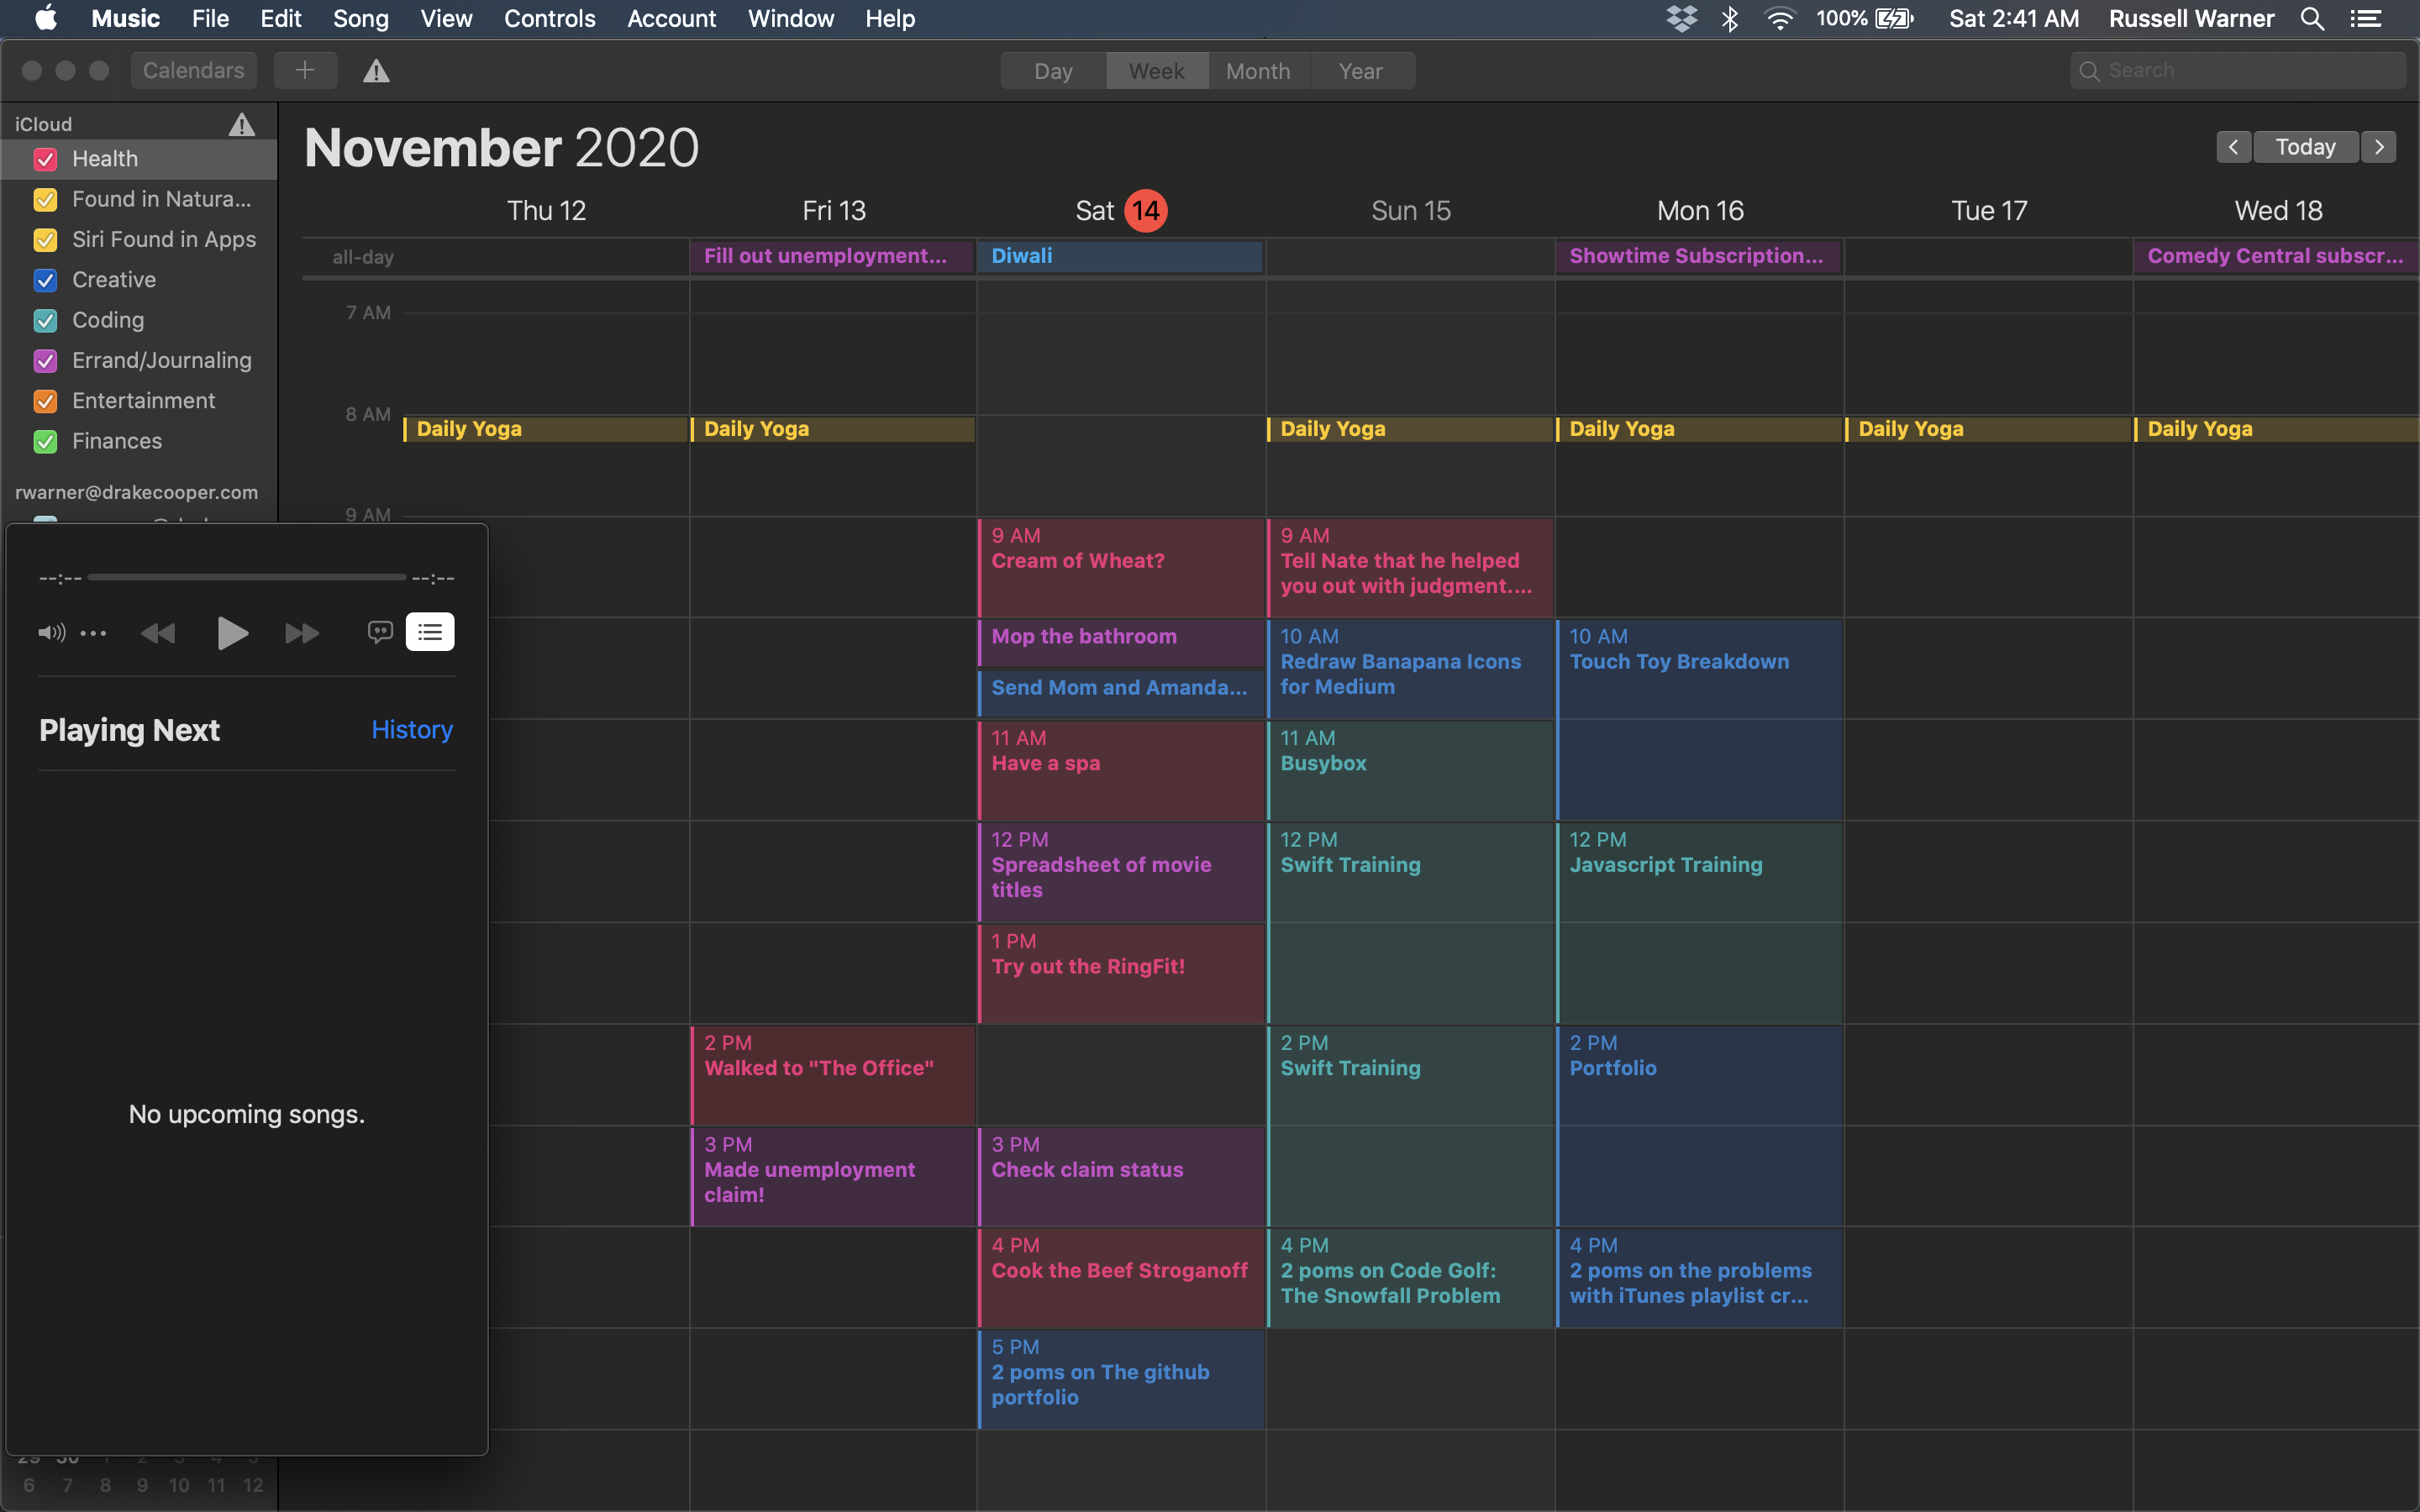 Music File Edit Song View Controls Account Window Help 100% Sat 2:41 AM Russell Warner
Calendars + Day Week Month Year Search
iCloud
Health
Found in Natura...
Siri Found in Apps
Creative
Coding
Errand/Journaling
Entertainment
Finances
rwarner@drakecooper.com
November 2020
< Today >
Thu 12 Fri 13 Sat 14 Sun 15 Mon 16 Tue 17 Wed 18
all-day Fill out unemployment... Diwali Showtime Subscription... Comedy Central subscr...
7 AM
8 AM
Daily Yoga Daily Yoga Daily Yoga Daily Yoga Daily Yoga Daily Yoga
9 AM
9 AM
Cream of Wheat?
Mop the bathroom
Send Mom and Amanda...
11 AM
Have a spa
12 PM
Spreadsheet of movie
titles
1 PM
Try out the RingFit!
2 PM
Walked to "The Office"
3 PM
Made unemployment
claim!
3 PM
Check claim status
4 PM
Cook the Beef Stroganoff
5 PM
2 poms on The github
portfolio
9 AM
Tell Nate that he helped
you out with judgment....
10 AM
Redraw Banapana Icons
for Medium
11 AM
Busybox
12 PM
Swift Training
2 PM
Swift Training
4 PM
2 poms on Code Golf:
The Snowfall Problem
10 AM
Touch Toy Breakdown
12 PM
Javascript Training
2 PM
Portfolio
4 PM
2 poms on the problems
with iTunes playlist cr...
--:-- --:--
Playing Next History
No upcoming songs.
29 30 1 2 3 4 5
6 7 8 9 10 11 12